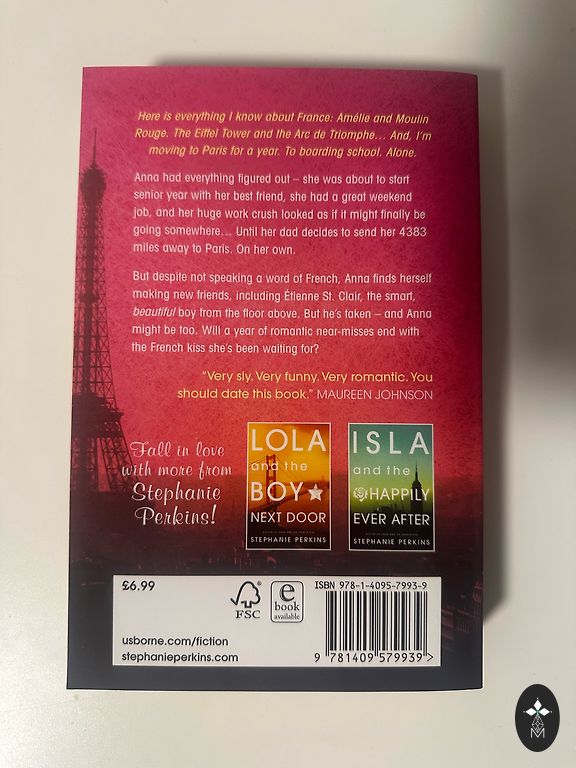 Here is everything I know about France: Amélie and Moulin
Rouge. The Eiffel Tower and the Arc de Triomphe... And, I'm
moving to Paris for a year. To boarding school. Alone.
Anna had everything figured out – she was about to start
senior year with her best friend, she had a great weekend
job, and her huge work crush looked as if it might finally be
going somewhere... Until her dad decides to send her 4383
miles away to Paris. On her own.
But despite not speaking a word of French, Anna finds herself
making new friends, including Étienne St. Clair, the smart,
beautiful boy from the floor above. But he's taken – and Anna
might be too. Will a year of romantic near-misses end with
the French kiss she's been waiting for?
"Very sly. Very funny. Very romantic. You
should date this book." MAUREEN JOHNSON
Fall in love
with more from
Stephanie
Perkins!
LOLA
and the
BOY
NEXT DOOR
STEPHANIE PERKINS
ISLA
and the
HAPPILY
EVER AFTER
STEPHANIE PERKINS
£6.99
FSC
e
book
available
usborne.com/fiction
stephanieperkins.com
ISBN 978-1-4095-7993-9
9 781409 579939 >
M